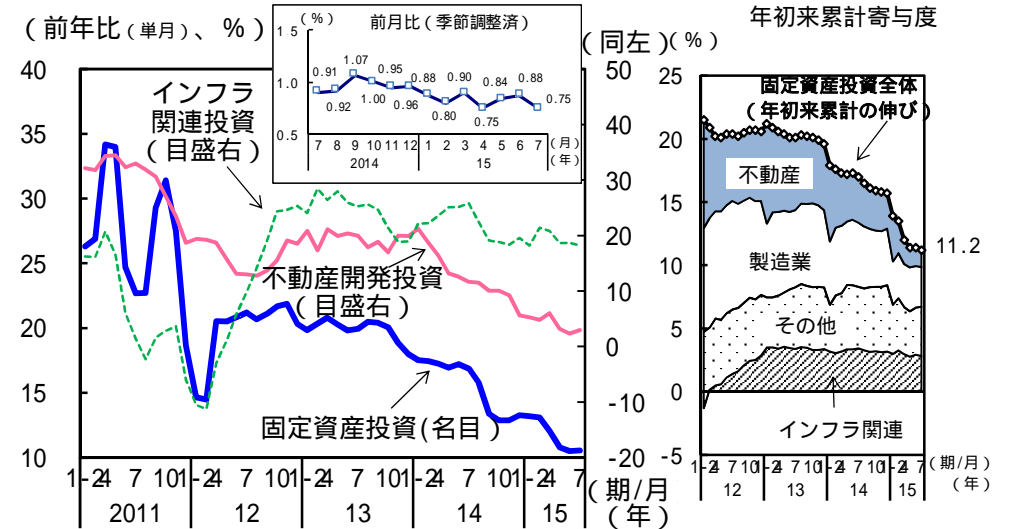 （前年比（単月）、％）
（同左）
40
35
30
25
20
15
10
50
40
30
20
10
0
-10
-20
インフラ
関連投資
（目盛右）
不動産開発投資
（目盛右）
固定資産投資(名目）
1-2 4 7 10 1-2 4 7 10 1-2 4 7 10 1-2 4 7 10 1-2 4 7
2011 12 13 14 15
（期/月）
（年）
（％） 前月比（季節調整済）
1.5
1.0
0.5
0.91 0.92 1.07 1.00 0.95 0.96 0.88 0.80 0.90 0.75 0.84 0.88 0.75
7 8 9 10 11 12 1 2 3 4 5 6 7 （月）
2014 15 （年）
年初来累計寄与度
（％）
25
20
15
10
5
0
-5
固定資産投資全体
（年初来累計の伸び）
不動産
11.2
製造業
その他
インフラ関連
1-2 4 7 10 1-2 4 7 10 1-2 4 7 10 1-2 4 7 （期/月）
12 13 14 15 （年）